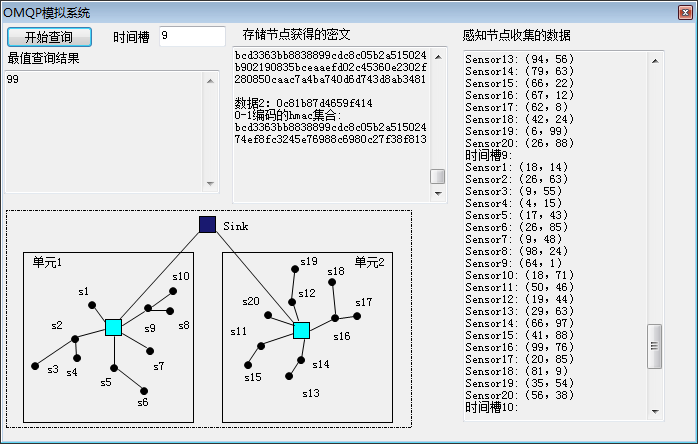 OMQP模拟系统
开始查询
时间槽
9
最值查询结果
99
存储节点获得的密文
bcd3363bb8838899cdc8c05b2a515024
b902190835bceaaefd02c45360e2302f
280850caac7a4ba740d6d743d8ab3481
数据2: 0c81b87d4659f414
0-1编码的hmac集合:
bcd3363bb8838899cdc8c05b2a515024
74ef8fc3245e76988c6980c27f38f813
感知节点收集的数据
Sensor13: (94, 56)
Sensor14: (79, 63)
Sensor15: (66, 22)
Sensor16: (67, 12)
Sensor17: (62, 8)
Sensor18: (42, 24)
Sensor19: (6, 99)
Sensor20: (26, 88)
时间槽9:
Sensor1: (18, 14)
Sensor2: (26, 63)
Sensor3: (9, 55)
Sensor4: (4, 15)
Sensor5: (17, 43)
Sensor6: (26, 85)
Sensor7: (9, 48)
Sensor8: (98, 24)
Sensor9: (64, 1)
Sensor10: (18, 71)
Sensor11: (50, 46)
Sensor12: (19, 44)
Sensor13: (29, 63)
Sensor14: (66, 97)
Sensor15: (41, 88)
Sensor16: (99, 76)
Sensor17: (20, 85)
Sensor18: (81, 9)
Sensor19: (35, 54)
Sensor20: (56, 38)
时间槽10:
Sink
单元1
s10
s1
s2
s9
s8
s3
s4
s5
s7
s6
单元2
s19
s18
s20
s12
s17
s11
s16
s15
s14
s13